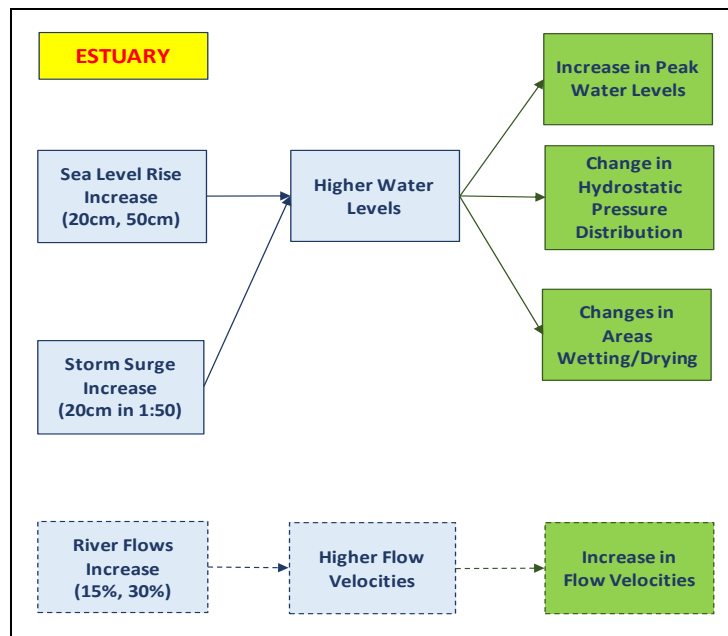 ESTUARY
Increase in Peak
Water Levels
Sea Level Rise
Increase
(20cm, 50cm)
Higher Water
Levels
Change in
Hydrostatic
Pressure
Distribution
Storm Surge
Increase
(20cm in 1:50)
Changes in
Areas
Wetting/Drying
River Flows
Increase
(15%, 30%)
Higher Flow
Velocities
Increase in
Flow Velocities